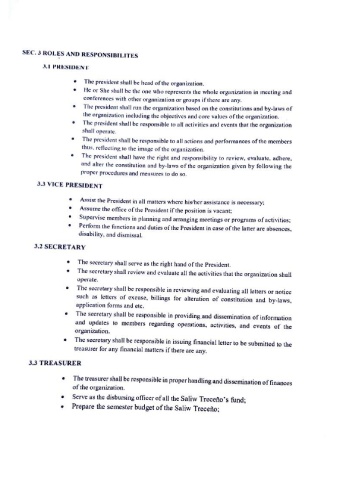 SEC. 3 ROLES AND RESPONSIBILITES
3.1 PRESIDENT
• The president shall be head of the organization.
• He or She shall be the one who represents the whole organization in meeting and
conferences with other organization or groups if there are any.
• The president shall run the organization based on the constitutions and by-laws of
the organization including the objectives and core values of the organization.
• The president shall be responsible to all activities and events that the organization
shall operate.
• The president shall be responsible to all actions and performances of the members
thus, reflecting to the image of the organization.
• The president shall have the right and responsibility to review, evaluate, adhere,
and alter the constitution and by-laws of the organization given by following the
proper procedures and measures to do so.
3.3 VICE PRESIDENT
• Assist the President in all matters where his/her assistance is necessary;
• Assume the office of the President if the position is vacant;
• Supervise members in planning and arranging meetings or programs of activities;
• Perform the functions and duties of the President in case of the latter are absences,
disability, and dismissal.
3.2 SECRETARY
• The secretary shall serve as the right hand of the President.
• The secretary shall review and evaluate all the activities that the organization shall
operate.
• The secretary shall be responsible in reviewing and evaluating all letters or notice
such as letters of excuse, billings for alteration of constitution and by-laws,
application forms and etc.
• The secretary shall be responsible in providing and dissemination of information
and updates to members regarding operations, activities, and events of the
organization.
• The secretary shall be responsible in issuing financial letter to be submitted to the
treasurer for any financial matters if there are any.
3.3 TREASURER
• The treasurer shall be responsible in proper handling and dissemination of finances
of the organization.
• Serve as the disbursing officer of all the Saliw Treceño's fund;
• Prepare the semester budget of the Saliw Treceño;